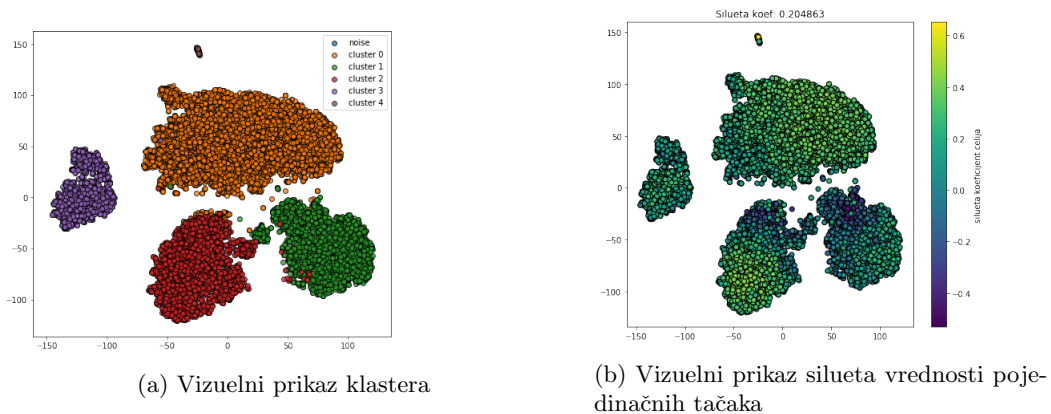 noise
cluster 0
cluster 1
cluster 2
cluster 3
cluster 4
150
100
50
0
−50
−100
−150
−100
−50
0
50
100
(a) Vizuelni prikaz klastera
Silueta koef: 0.204863
150
100
50
0
−50
−100
−150
−100
−50
0
50
100
0.6
0.4
0.2
0.0
−0.2
−0.4
silueta koeficijent celija
(b) Vizuelni prikaz silueta vrednosti poje-
dinačnih tačaka